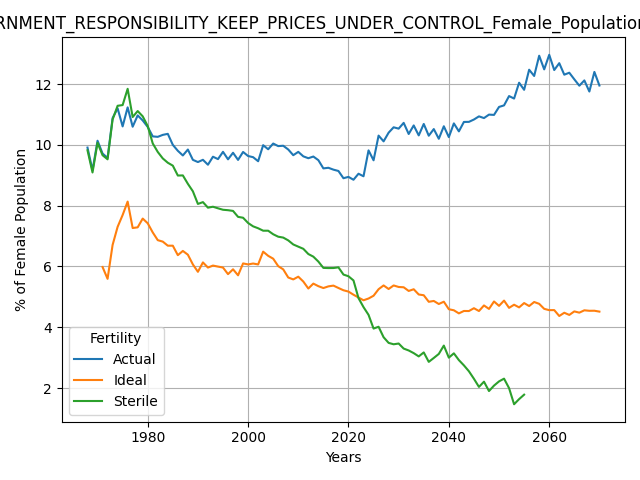 RNMENT_RESPONSIBILITY_KEEP_PRICES_UNDER_CONTROL_Female_Population
% of Female Population
12
10
8
6
4
2
Fertility
Actual
Ideal
Sterile
1980 2000 2020 2040 2060
Years